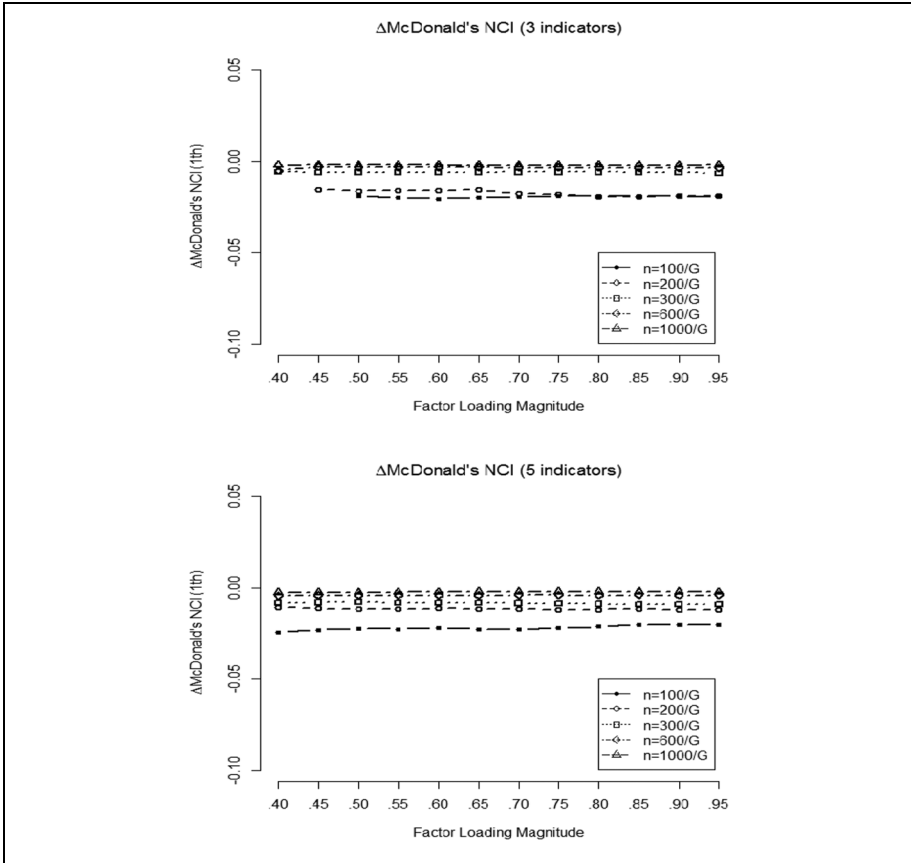 ΔMcDonald's NCI (3 indicators)
ΔMcDonald's NCI (1th)
0.05
0.00
-0.05
-0.10
n=100/G
n=200/G
n=300/G
n=600/G
n=1000/G
.40 .45 .50 .55 .60 .65 .70 .75 .80 .85 .90 .95
Factor Loading Magnitude
ΔMcDonald's NCI (5 indicators)
ΔMcDonald's NCI (1th)
0.05
0.00
-0.05
-0.10
n=100/G
n=200/G
n=300/G
n=600/G
n=1000/G
.40 .45 .50 .55 .60 .65 .70 .75 .80 .85 .90 .95
Factor Loading Magnitude